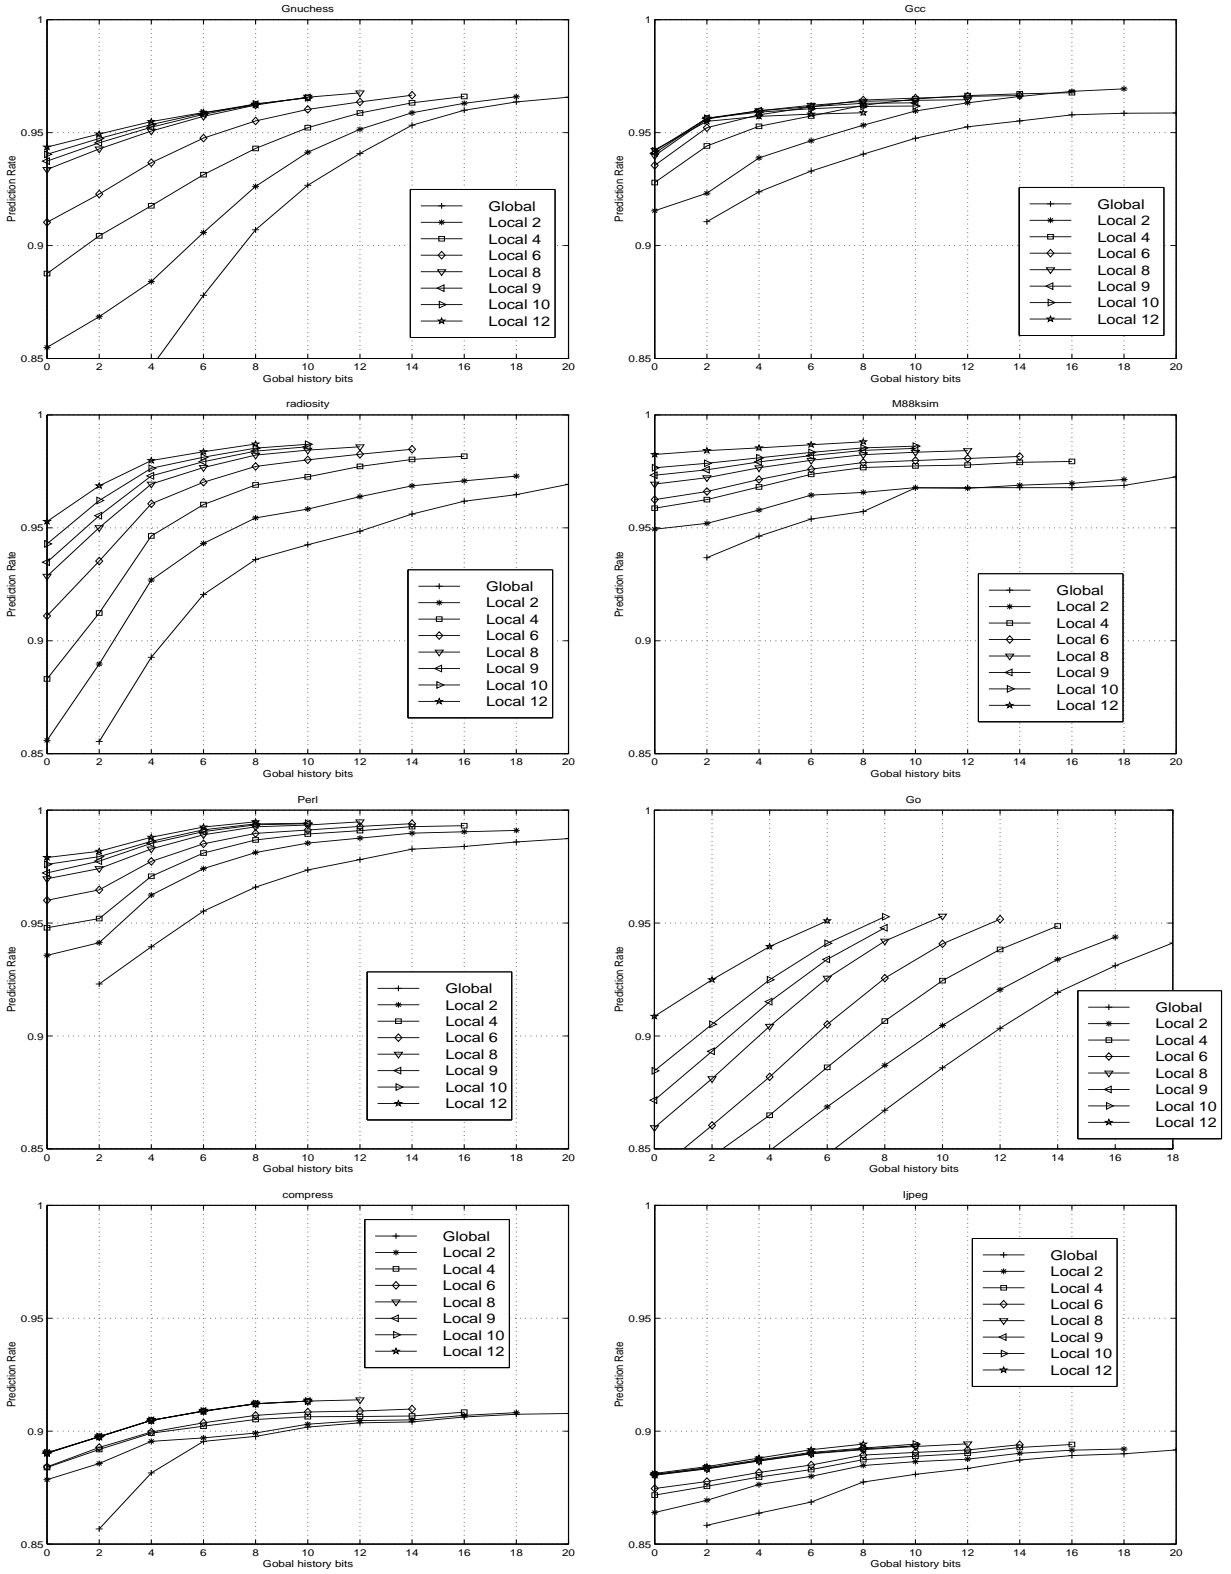 Gnuchess
Prediction Rate
1
0.95
0.9
0.85
0 2 4 6 8 10 12 14 16 18 20
Gobal history bits
Global
Local 2
Local 4
Local 6
Local 8
Local 9
Local 10
Local 12
Gcc
Prediction Rate
1
0.95
0.9
0.85
0 2 4 6 8 10 12 14 16 18 20
Gobal history bits
Global
Local 2
Local 4
Local 6
Local 8
Local 9
Local 10
Local 12
radiosity
Prediction Rate
1
0.95
0.9
0.85
0 2 4 6 8 10 12 14 16 18 20
Gobal history bits
Global
Local 2
Local 4
Local 6
Local 8
Local 9
Local 10
Local 12
M88ksim
Prediction Rate
1
0.95
0.9
0.85
0 2 4 6 8 10 12 14 16 18 20
Gobal history bits
Global
Local 2
Local 4
Local 6
Local 8
Local 9
Local 10
Local 12
Perl
Prediction Rate
1
0.95
0.9
0.85
0 2 4 6 8 10 12 14 16 18 20
Gobal history bits
Global
Local 2
Local 4
Local 6
Local 8
Local 9
Local 10
Local 12
Go
Prediction Rate
1
0.95
0.9
0.85
0 2 4 6 8 10 12 14 16 18
Gobal history bits
Global
Local 2
Local 4
Local 6
Local 8
Local 9
Local 10
Local 12
compress
Prediction Rate
1
0.95
0.9
0.85
0 2 4 6 8 10 12 14 16 18 20
Gobal history bits
Global
Local 2
Local 4
Local 6
Local 8
Local 9
Local 10
Local 12
Ijpeg
Prediction Rate
1
0.95
0.9
0.85
0 2 4 6 8 10 12 14 16 18 20
Gobal history bits
Global
Local 2
Local 4
Local 6
Local 8
Local 9
Local 10
Local 12